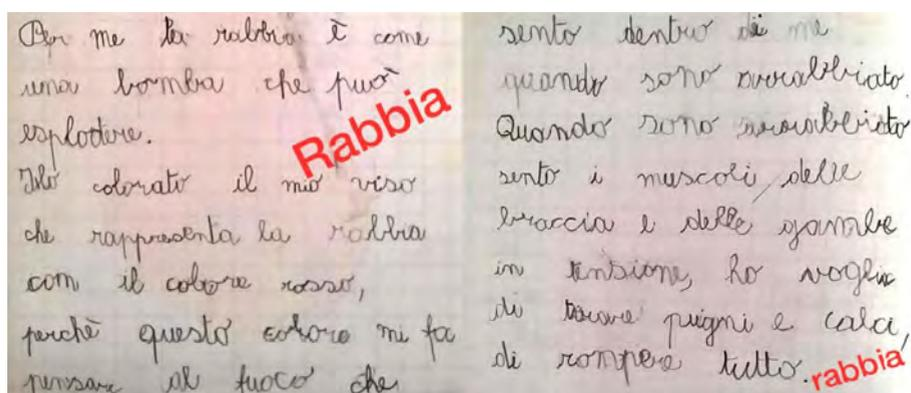 Per me la rabbia è come
una bomba che può
esplodere.
Rabbia
Ho colorato il mio viso
che rappresenta la rabbia
con il colore rosso,
perchè questo colore mi fa
pensare al fuoco che
sento dentro di me
quando sono arrabbiato.
Quando sono arrabbiato
sento i muscoli delle
braccia e delle gambe
in tensione, ho voglia
di tirare pugni e calci,
di rompere tutto.
rabbia